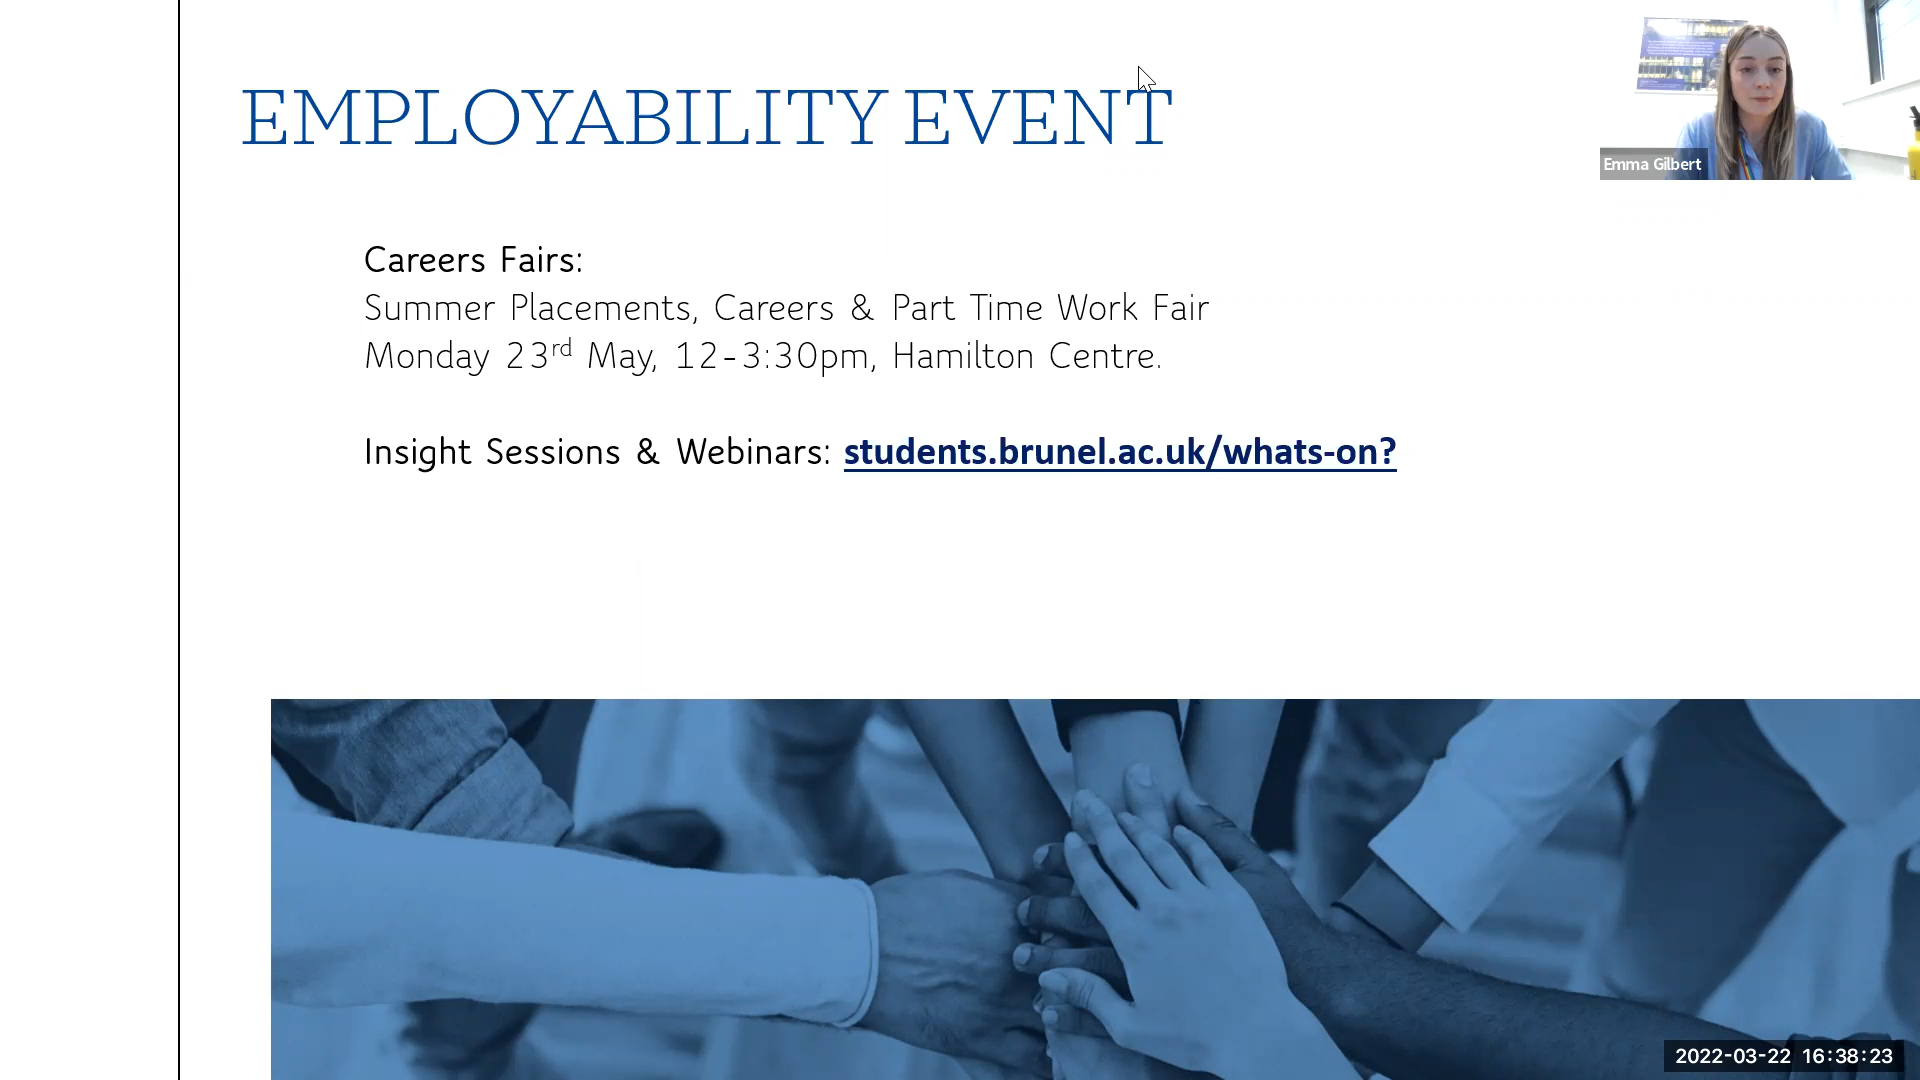 EMPLOYABILITY EVENT
Emma Gilbert
Careers Fairs:
Summer Placements, Careers & Part Time Work Fair
Monday 23rd May, 12-3:30pm, Hamilton Centre.
Insight Sessions & Webinars: students.brunel.ac.uk/whats-on?
2022-03-22 16:38:23